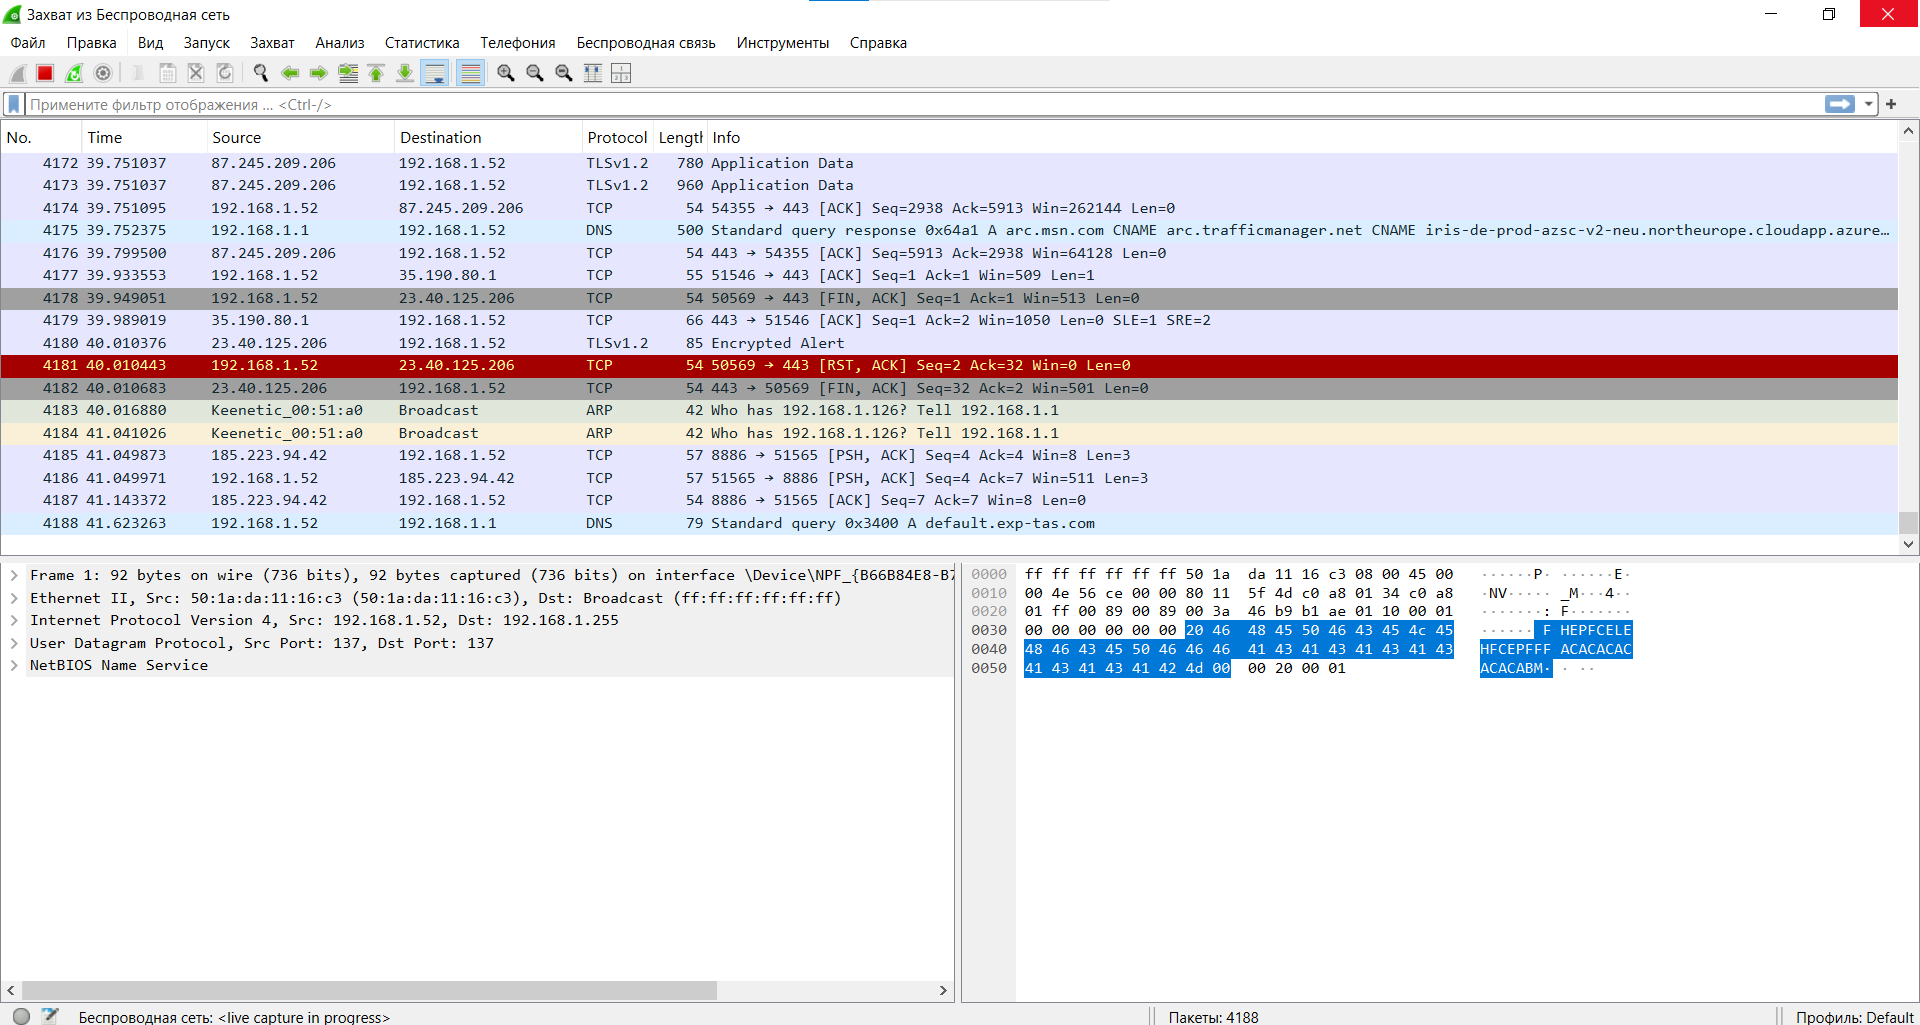 Захват из Беспроводная сеть
Файл Правка Вид Запуск Захват Анализ Статистика Телефония Беспроводная связь Инструменты Справка
Примените фильтр отображения ... <Ctrl-/>
No. Time Source Destination Protocol Length Info
4172 39.751037 87.245.209.206 192.168.1.52 TLSv1.2 780 Application Data
4173 39.751037 87.245.209.206 192.168.1.52 TLSv1.2 960 Application Data
4174 39.751095 192.168.1.52 87.245.209.206 TCP 54 54355 → 443 [ACK] Seq=2938 Ack=5913 Win=262144 Len=0
4175 39.752375 192.168.1.1 192.168.1.52 DNS 500 Standard query response 0x64a1 A arc.msn.com CNAME arc.trafficmanager.net CNAME iris-de-prod-azsc-v2-neu.northeurope.cloudapp.azure…
4176 39.799500 87.245.209.206 192.168.1.52 TCP 54 443 → 54355 [ACK] Seq=5913 Ack=2938 Win=64128 Len=0
4177 39.933553 192.168.1.52 35.190.80.1 TCP 55 51546 → 443 [ACK] Seq=1 Ack=1 Win=509 Len=1
4178 39.949051 192.168.1.52 23.40.125.206 TCP 54 50569 → 443 [FIN, ACK] Seq=1 Ack=1 Win=513 Len=0
4179 39.989019 35.190.80.1 192.168.1.52 TCP 66 443 → 51546 [ACK] Seq=1 Ack=2 Win=1050 Len=0 SLE=1 SRE=2
4180 40.010376 23.40.125.206 192.168.1.52 TLSv1.2 85 Encrypted Alert
4181 40.010443 192.168.1.52 23.40.125.206 TCP 54 50569 → 443 [RST, ACK] Seq=2 Ack=32 Win=0 Len=0
4182 40.010683 23.40.125.206 192.168.1.52 TCP 54 443 → 50569 [FIN, ACK] Seq=32 Ack=2 Win=501 Len=0
4183 40.016880 Keenetic_00:51:a0 Broadcast ARP 42 Who has 192.168.1.126? Tell 192.168.1.1
4184 41.041026 Keenetic_00:51:a0 Broadcast ARP 42 Who has 192.168.1.126? Tell 192.168.1.1
4185 41.049873 185.223.94.42 192.168.1.52 TCP 57 8886 → 51565 [PSH, ACK] Seq=4 Ack=4 Win=8 Len=3
4186 41.049971 192.168.1.52 185.223.94.42 TCP 57 51565 → 8886 [PSH, ACK] Seq=4 Ack=7 Win=511 Len=3
4187 41.143372 185.223.94.42 192.168.1.52 TCP 54 8886 → 51565 [ACK] Seq=7 Ack=7 Win=8 Len=0
4188 41.623263 192.168.1.52 192.168.1.1 DNS 79 Standard query 0x3400 A default.exp-tas.com
Frame 1: 92 bytes on wire (736 bits), 92 bytes captured (736 bits) on interface \Device\NPF_{B66B84E8-B7
Ethernet II, Src: 50:1a:da:11:16:c3 (50:1a:da:11:16:c3), Dst: Broadcast (ff:ff:ff:ff:ff:ff)
Internet Protocol Version 4, Src: 192.168.1.52, Dst: 192.168.1.255
User Datagram Protocol, Src Port: 137, Dst Port: 137
NetBIOS Name Service
0000 ff ff ff ff ff ff 50 1a da 11 16 c3 08 00 45 00 ······P· ······E·
0010 00 4e 56 ce 00 00 80 11 5f 4d c0 a8 01 34 c0 a8 ·NV····· _M···4··
0020 01 ff 00 89 00 89 00 3a 46 b9 b1 ae 01 10 00 01 ·······: F·······
0030 00 00 00 00 00 00 20 46 48 45 50 46 43 45 4c 45 ······ F HEPFCELE
0040 48 46 43 45 50 46 46 46 41 43 41 43 41 43 41 43 HFCEPFFF ACACACAC
0050 41 43 41 43 41 42 4d 00 00 20 00 01 ACACABM· · ··
Беспроводная сеть: <live capture in progress>
Пакеты: 4188
Профиль: Default